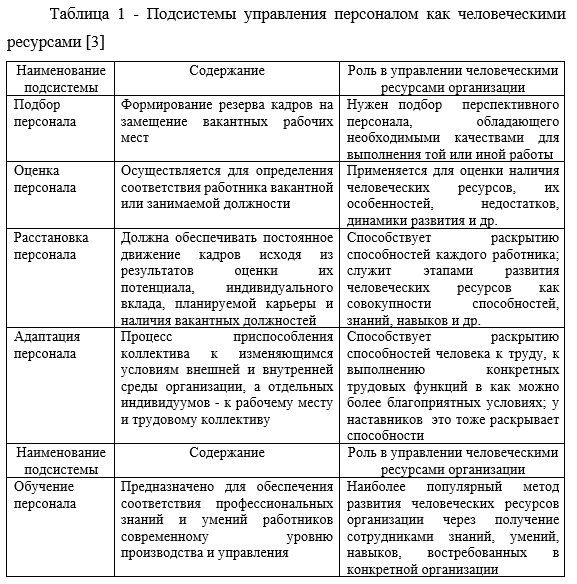 Таблица 1 - Подсистемы управления персоналом как человеческими
ресурсами [3]
Наименование
подсистемы
Содержание
Роль в управлении человеческими
ресурсами организации
Подбор
персонала
Формирование резерва кадров на
замещение вакантных рабочих
мест
Нужен подбор перспективного
персонала, обладающего
необходимыми качествами для
выполнения той или иной работы
Оценка
персонала
Осуществляется для определения
соответствия работника вакантной
или занимаемой должности
Применяется для оценки наличия
человеческих ресурсов, их
особенностей, недостатков,
динамики развития и др.
Расстановка
персонала
Должна обеспечивать постоянное
движение кадров исходя из
результатов оценки их
потенциала, индивидуального
вклада, планируемой карьеры и
наличия вакантных должностей
Способствует раскрытию
способностей каждого работника;
служит этапами развития
человеческих ресурсов как
совокупности способностей,
знаний, навыков и др.
Адаптация
персонала
Процесс приспособления
коллектива к изменяющимся
условиям внешней и внутренней
среды организации, а отдельных
индивидуумов - к рабочему месту
и трудовому коллективу
Способствует раскрытию
способностей человека к труду, к
выполнению конкретных
трудовых функций в как можно
более благоприятных условиях; у
наставников это тоже раскрывает
способности
Наименование
подсистемы
Содержание
Роль в управлении человеческими
ресурсами организации
Обучение
персонала
Предназначено для обеспечения
соответствия профессиональных
знаний и умений работников
современному уровню
производства и управления
Наиболее популярный метод
развития человеческих ресурсов
организации через получение
сотрудниками знаний, умений,
навыков, востребованных в
конкретной организации